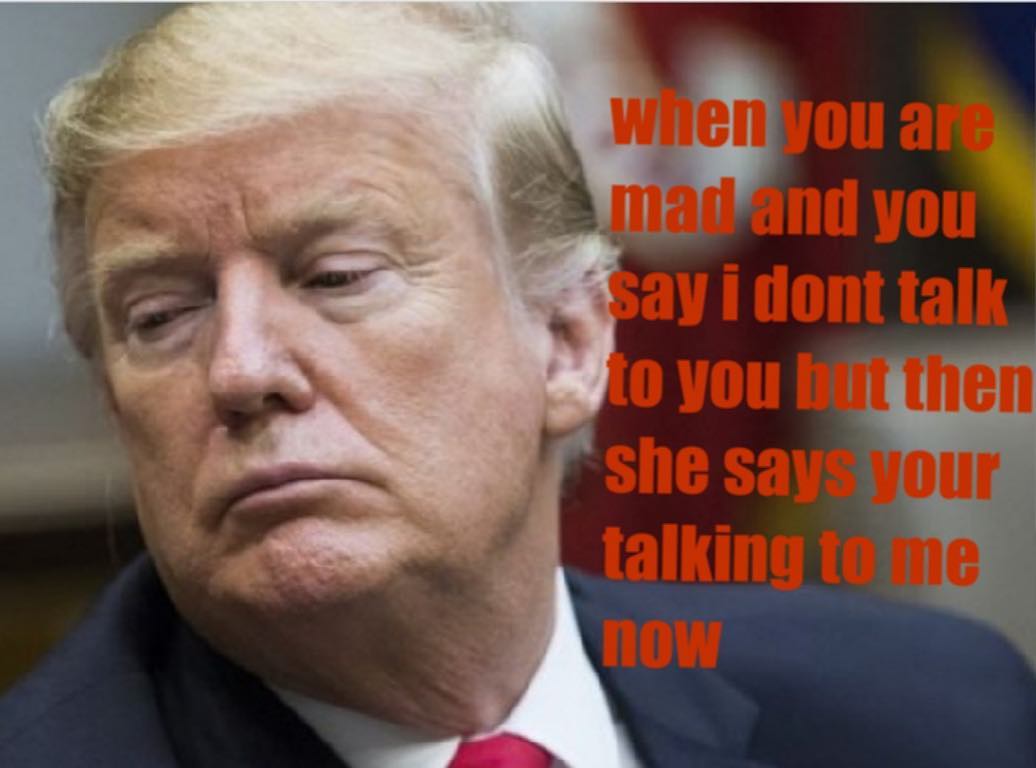 when you are
mad and you
say i dont talk
to you but then
she says your
talking to me
now